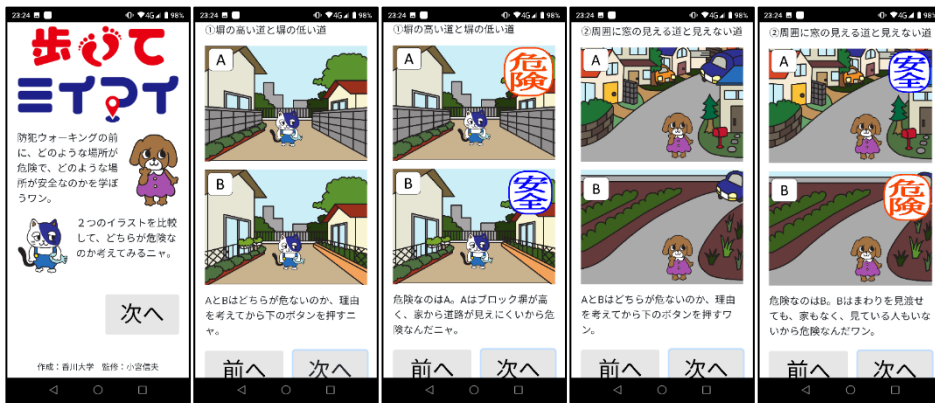 23:24
4G
98%
歩いて
ミイマイ
防犯ウォーキングの前
に、どのような場所が
危険で、どのような場
所が安全なのかを学ぼ
うワン。
2つのイラストを比較
して、どちらが危険な
のか考えてみるニャ。
次へ
作成：香川大学 監修：小宮信夫
23:24
4G
98%
①塀の高い道と塀の低い道
A
B
AとBはどちらが危ないのか、理由
を考えてから下のボタンを押すニ
ャ。
前へ
次へ
23:24
4G
98%
①塀の高い道と塀の低い道
A
危険
B
安全
危険なのはA。Aはブロック塀が高
く、家から道路が見えにくいから危
険なんだニャ。
前へ
次へ
23:24
4G
98%
②周囲に窓の見える道と見えない道
A
B
AとBはどちらが危ないのか、理由
を考えてから下のボタンを押すワ
ン。
前へ
次へ
23:24
4G
98%
②周囲に窓の見える道と見えない道
A
安全
B
危険
危険なのはB。Bはまわりを見渡せ
ても、家もなく、見ている人もいな
いから危険なんだワン。
前へ
次へ